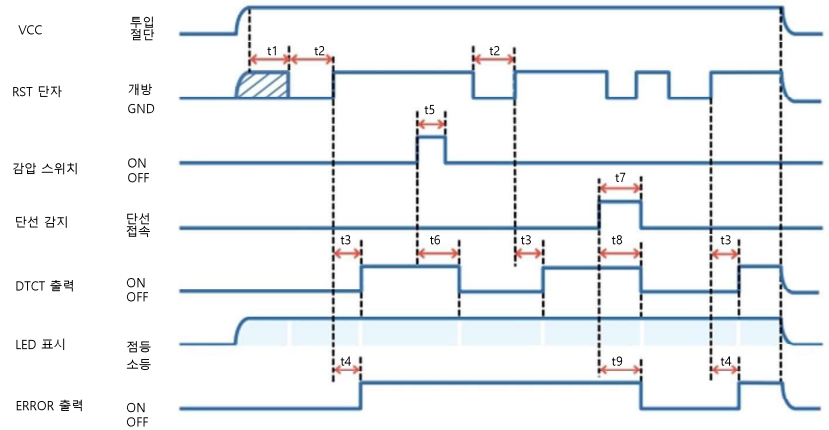 VCC
투입
절단
t1
t2
t2
RST 단자
개방
GND
t5
감압 스위치
ON
OFF
t7
단선 감지
단선
접속
t3
t6
t3
t8
t3
DTCT 출력
ON
OFF
LED 표시
점등
소등
t4
t9
t4
ERROR 출력
ON
OFF